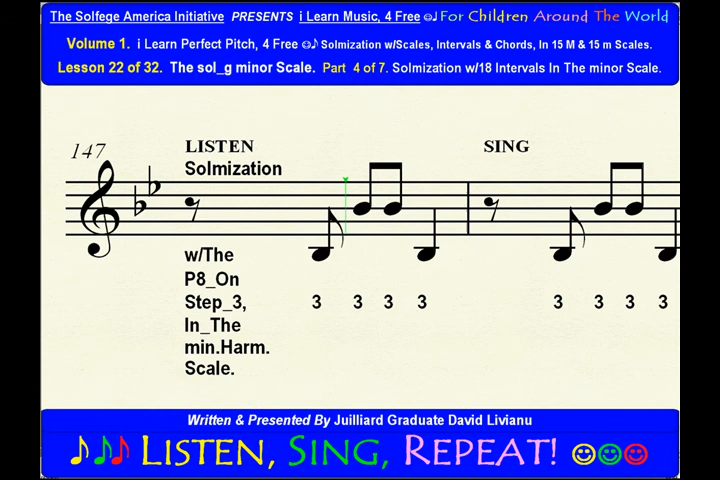 The Solfege America Initiative PRESENTS i Learn Music, 4 Free ☺♪ For Children Around The World
Volume 1. i Learn Perfect Pitch, 4 Free ☺♪ Solmization w/Scales, Intervals & Chords, In 15 M & 15 m Scales.
Lesson 22 of 32. The sol_g minor Scale. Part 4 of 7. Solmization w/18 Intervals In The minor Scale.
147
LISTEN SING
Solmization
w/The
P8_On
Step_3, 3 3 3 3 3 3 3 3
In_The
min.Harm.
Scale.
Written & Presented By Juilliard Graduate David Livianu
♪♪♪ LISTEN, SING, REPEAT! ☺☺☺